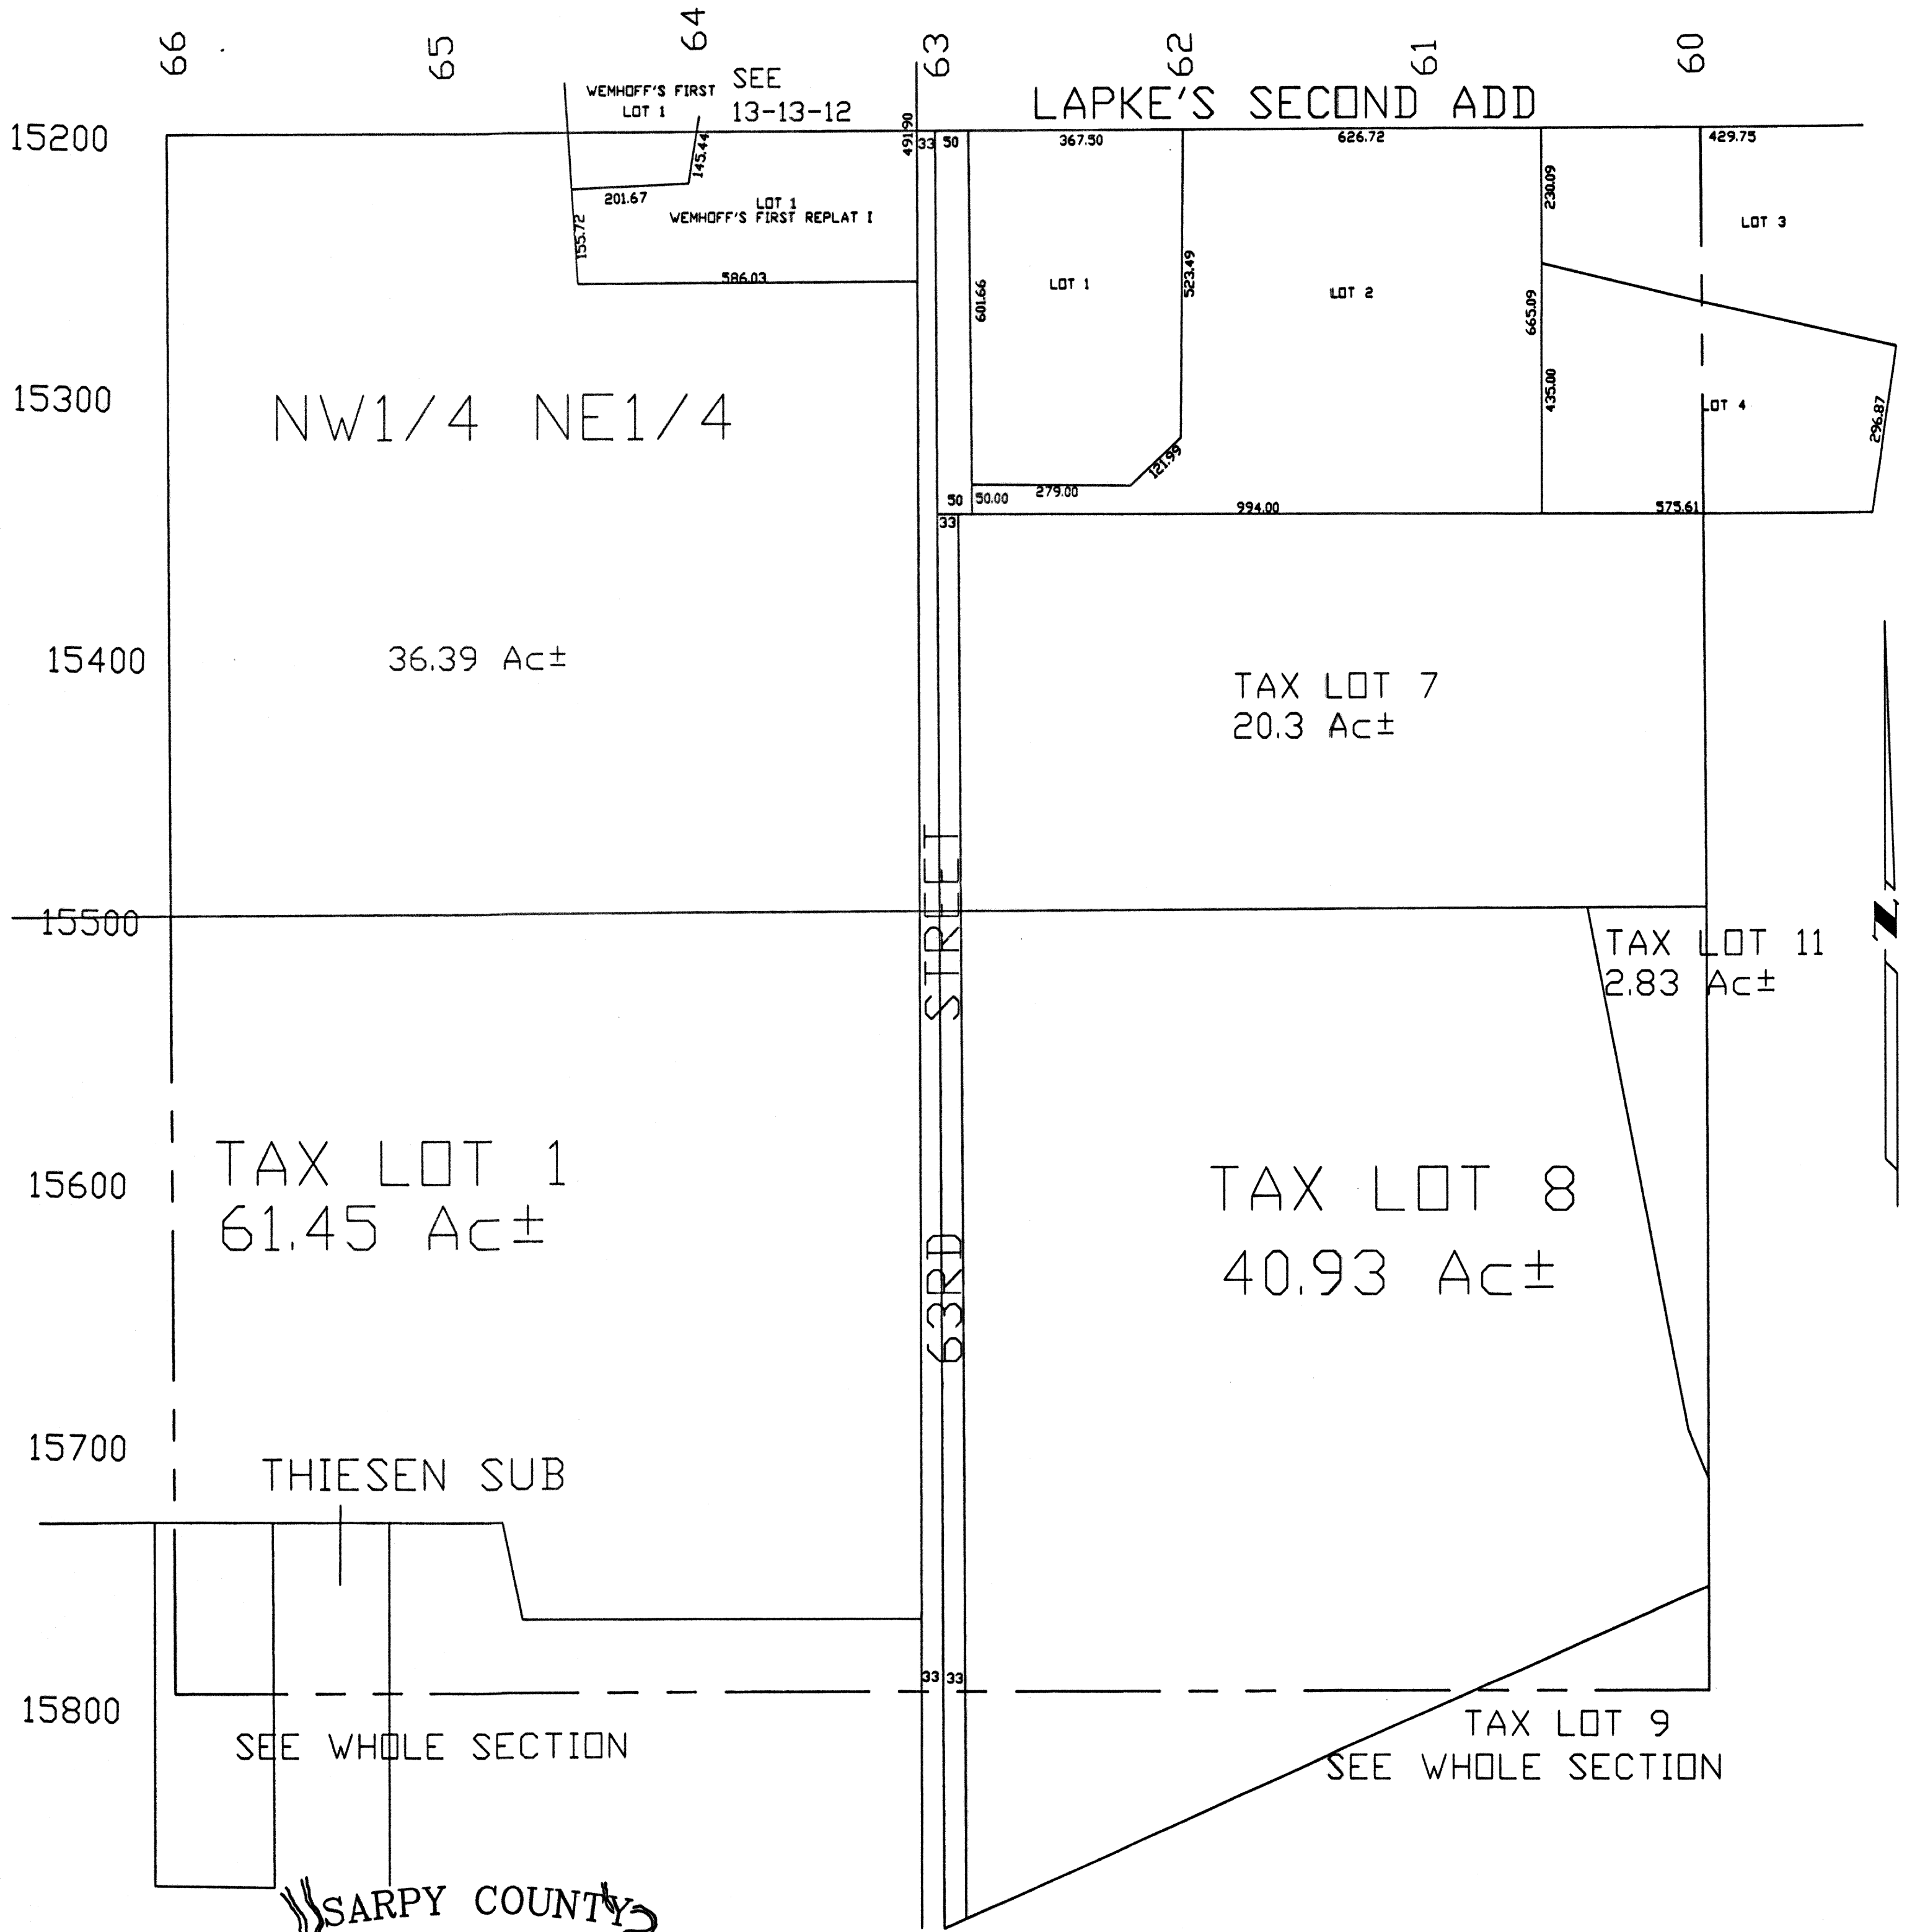 66
65
64
63
62
61
60
WEMHOFF'S FIRST
LOT 1
SEE
13-13-12
LAPKE'S SECOND ADD
15200
491.90
33
50
367.50
626.72
429.75
145.44
201.67
155.72
LOT 1
WEMHOFF'S FIRST REPLAT I
586.03
230.09
LOT 3
601.66
LOT 1
523.49
LOT 2
665.09
15300
NW1/4 NE1/4
435.00
LOT 4
296.87
121.99
50
50.00
279.00
994.00
575.61
33
15400
36.39 Ac±
TAX LOT 7
20.3 Ac±
15500
63RD STREET
TAX LOT 11
2.83 Ac±
N
15600
TAX LOT 1
61.45 Ac±
TAX LOT 8
40.93 Ac±
15700
THIESEN SUB
33
33
15800
SEE WHOLE SECTION
TAX LOT 9
SEE WHOLE SECTION
SARPY COUNTY